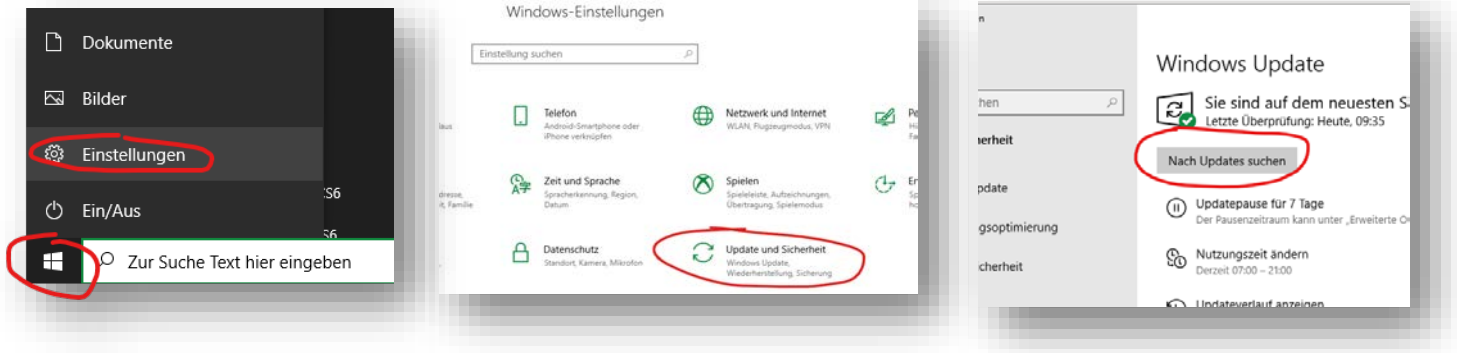 Dokumente
Bilder
Einstellungen
Ein/Aus
Zur Suche Text hier eingeben
Windows-Einstellungen
Einstellung suchen
Telefon
Android-Smartphone oder
iPhone verknüpfen
Netzwerk und Internet
WLAN, Flugzeugmodus, VPN
Zeit und Sprache
Spracherkennung, Region,
Datum
Spielen
Spieleleiste, Aufzeichnungen,
Übertragung, Spielemodus
Datenschutz
Standort, Kamera, Mikrofon
Update und Sicherheit
Windows Update,
Wiederherstellung, Sicherung
Windows Update
Sie sind auf dem neuesten S
Letzte Überprüfung: Heute, 09:35
Nach Updates suchen
Updatepause für 7 Tage
Der Pausenzeitraum kann unter „Erweiterte O
Nutzungszeit ändern
Derzeit 07:00 – 21:00
Updateverlauf anzeigen